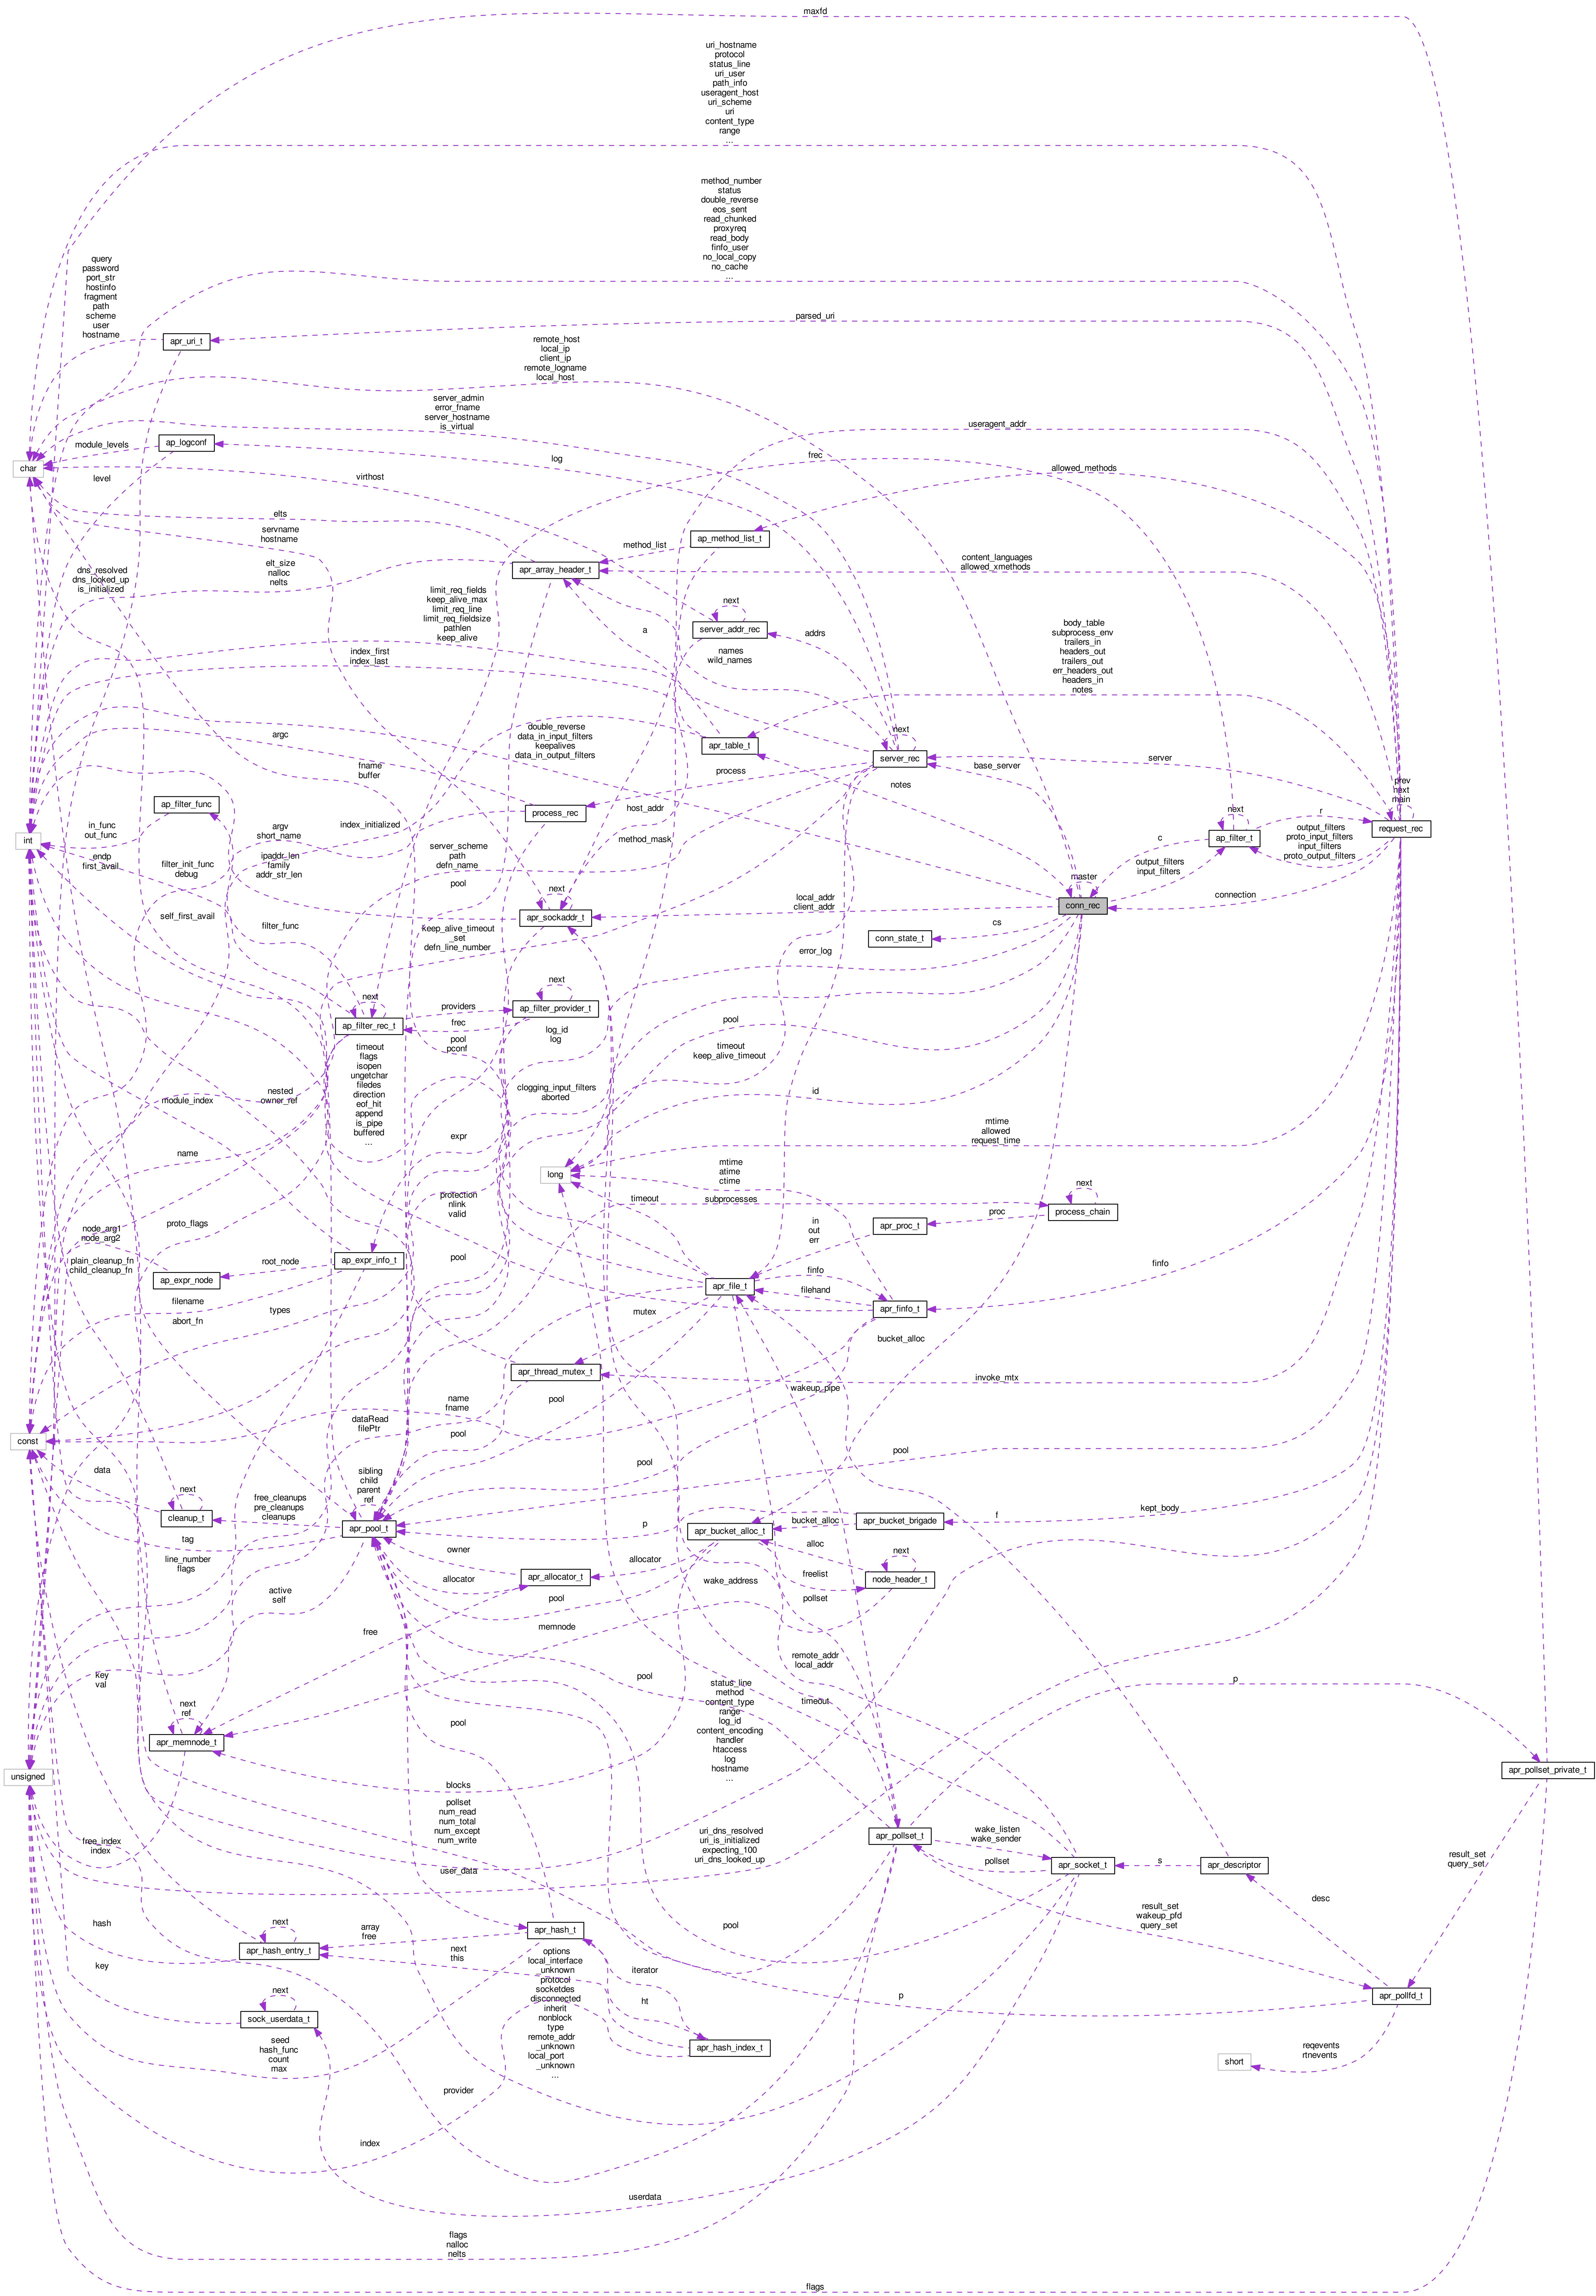 maxfd
uri_hostname
protocol
status_line
uri_user
path_info
useragent_host
uri_scheme
uri
content_type
range
...
method_number
status
double_reverse
eos_sent
read_chunked
proxyreq
read_body
finfo_user
no_local_copy
no_cache
...
query
password
port_str
hostinfo
fragment
path
scheme
user
hostname
parsed_uri
apr_uri_t
remote_host
local_ip
client_ip
remote_logname
local_host
server_admin
error_fname
server_hostname
is_virtual
useragent_addr
module_levels
ap_logconf
log
frec
char
level
virthost
allowed_methods
elts
servname
hostname
ap_method_list_t
method_list
content_languages
allowed_xmethods
dns_resolved
dns_looked_up
is_initialized
elt_size
nalloc
nelts
apr_array_header_t
limit_req_fields
keep_alive_max
limit_req_line
limit_req_fieldsize
pathlen
keep_alive
next
server_addr_rec
addrs
a
names
wild_names
body_table
subprocess_env
trailers_in
headers_out
trailers_out
err_headers_out
headers_in
notes
index_first
index_last
argc
double_reverse
data_in_input_filters
keepalives
data_in_output_filters
apr_table_t
next
server_rec
base_server
server
fname
buffer
process
notes
prev
next
main
ap_filter_func
process_rec
host_addr
next
r
request_rec
int
in_func
out_func
argv
short_name
index_initialized
method_mask
ap_filter_t
c
output_filters
proto_input_filters
input_filters
proto_output_filters
endp
first_avail
filter_init_func
debug
ipaddr_len
family
addr_str_len
server_scheme
path
defn_name
pool
output_filters
input_filters
master
conn_rec
connection
next
apr_sockaddr_t
local_addr
client_addr
self_first_avail
filter_func
keep_alive_timeout
_set
defn_line_number
conn_state_t
cs
error_log
next
ap_filter_rec_t
providers
next
ap_filter_provider_t
frec
pool
log_id
log
pool
pconf
timeout
flags
isopen
ungetchar
filedes
direction
eof_hit
append
is_pipe
buffered
...
timeout
keep_alive_timeout
nested
owner_ref
module_index
clogging_input_filters
aborted
id
mtime
allowed
request_time
name
expr
long
mtime
atime
ctime
protection
nlink
valid
timeout
subprocesses
next
process_chain
proc
apr_proc_t
in
out
err
proto_flags
node_arg1
node_arg2
plain_cleanup_fn
child_cleanup_fn
ap_expr_info_t
root_node
ap_expr_node
pool
apr_file_t
finfo
filehand
apr_finfo_t
finfo
filename
types
abort_fn
mutex
bucket_alloc
apr_thread_mutex_t
invoke_mtx
wakeup_pipe
name
fname
pool
dataRead
filePtr
pool
const
pool
pool
data
sibling
child
parent
ref
next
cleanup_t
free_cleanups
pre_cleanups
cleanups
apr_pool_t
p
apr_bucket_alloc_t
bucket_alloc
apr_bucket_brigade
kept_body
f
tag
alloc
next
owner
allocator
freelist
node_header_t
line_number
flags
allocator
apr_allocator_t
active
self
pool
wake_address
pollset
free
memnode
remote_addr
local_addr
key
val
pool
status_line
method
content_type
range
log_id
content_encoding
handler
htaccess
log
hostname
...
timeout
p
next
ref
apr_memnode_t
pool
unsigned
apr_pollset_private_t
blocks
pollset
num_read
num_total
num_except
num_write
free_index
index
uri_dns_resolved
uri_is_initialized
expecting_100
uri_dns_looked_up
apr_pollset_t
wake_listen
wake_sender
pollset
apr_socket_t
s
apr_descriptor
result_set
query_set
user_data
desc
hash
array
free
apr_hash_t
pool
result_set
wakeup_pfd
query_set
next
apr_hash_entry_t
next
this
key
options
local_interface
_unknown
protocol
socketdes
disconnected
inherit
nonblock
type
remote_addr
_unknown
local_port
_unknown
...
iterator
ht
p
apr_pollfd_t
next
sock_userdata_t
seed
hash_func
count
max
apr_hash_index_t
short
reqevents
rtnevents
provider
index
userdata
flags
nalloc
nelts
flags